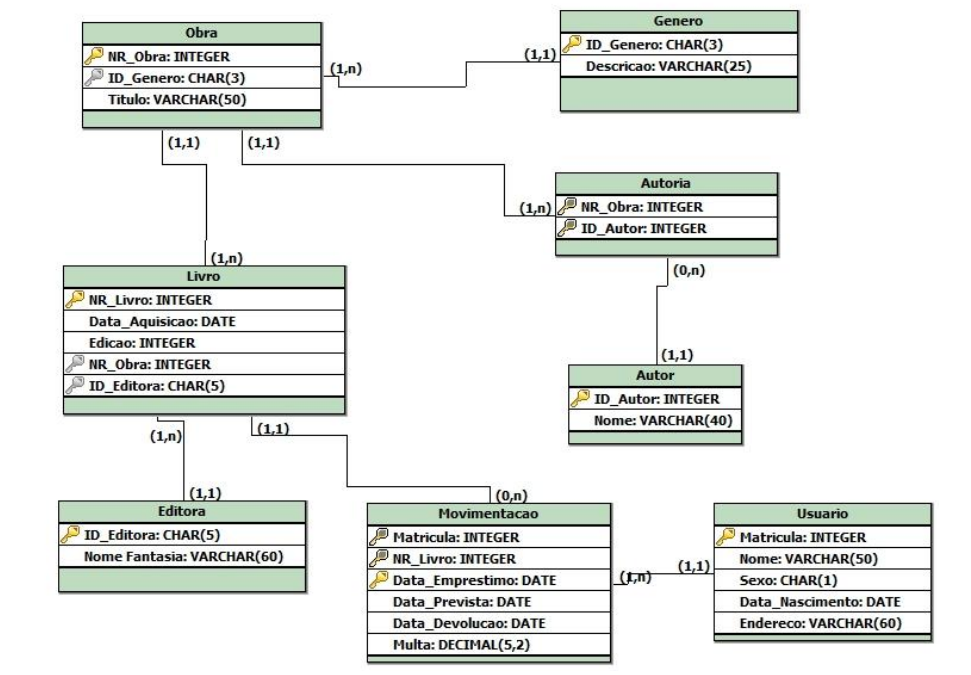 Obra
NR_Obra: INTEGER
ID_Genero: CHAR(3)
Titulo: VARCHAR(50)
(1,n)
(1,1)
Genero
ID_Genero: CHAR(3)
Descricao: VARCHAR(25)
(1,1)
(1,1)
Autoria
(1,n)
NR_Obra: INTEGER
ID_Autor: INTEGER
(0,n)
(1,n)
Livro
NR_Livro: INTEGER
Data_Aquisicao: DATE
Edicao: INTEGER
NR_Obra: INTEGER
ID_Editora: CHAR(5)
(1,1)
Autor
ID_Autor: INTEGER
Nome: VARCHAR(40)
(1,n)
(1,1)
(1,1)
Editora
ID_Editora: CHAR(5)
Nome Fantasia: VARCHAR(60)
(0,n)
Movimentacao
Matricula: INTEGER
NR_Livro: INTEGER
Data_Emprestimo: DATE
Data_Prevista: DATE
Data_Devolucao: DATE
Multa: DECIMAL(5,2)
(1,n)
(1,1)
Usuario
Matricula: INTEGER
Nome: VARCHAR(50)
Sexo: CHAR(1)
Data_Nascimento: DATE
Endereco: VARCHAR(60)